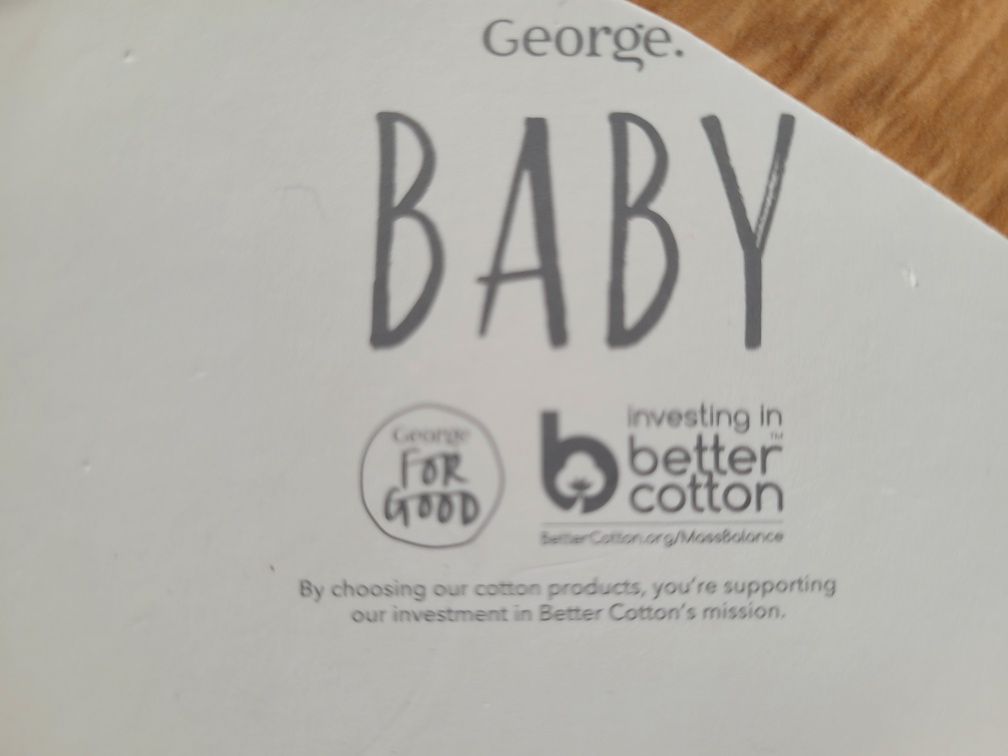 George.
BABY
George
FOR
GOOD
investing in
better™
cotton
BetterCotton.org/MassBalance
By choosing our cotton products, you're supporting
our investment in Better Cotton's mission.